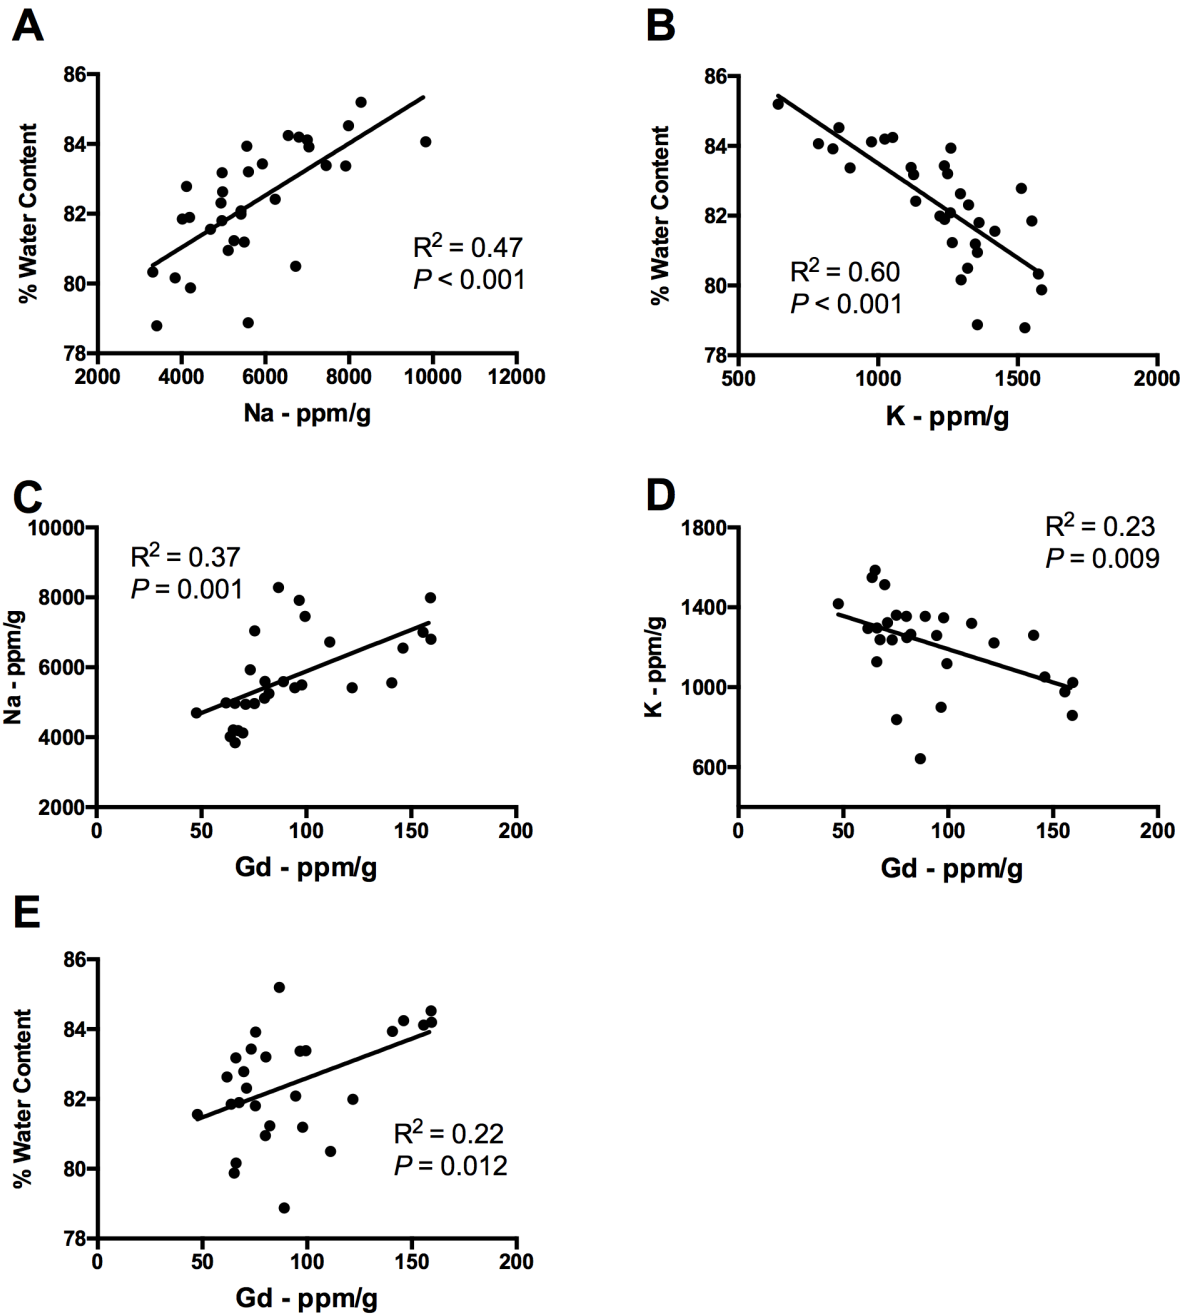 A
86
84
82
80
78
% Water Content
R² = 0.47
P < 0.001
2000 4000 6000 8000 10000 12000
Na - ppm/g
B
86
84
82
80
78
% Water Content
R² = 0.60
P < 0.001
500 1000 1500 2000
K - ppm/g
C
10000
8000
6000
4000
2000
Na - ppm/g
R² = 0.37
P = 0.001
0 50 100 150 200
Gd - ppm/g
D
1800
1400
1000
600
K - ppm/g
R² = 0.23
P = 0.009
0 50 100 150 200
Gd - ppm/g
E
86
84
82
80
78
% Water Content
R² = 0.22
P = 0.012
0 50 100 150 200
Gd - ppm/g